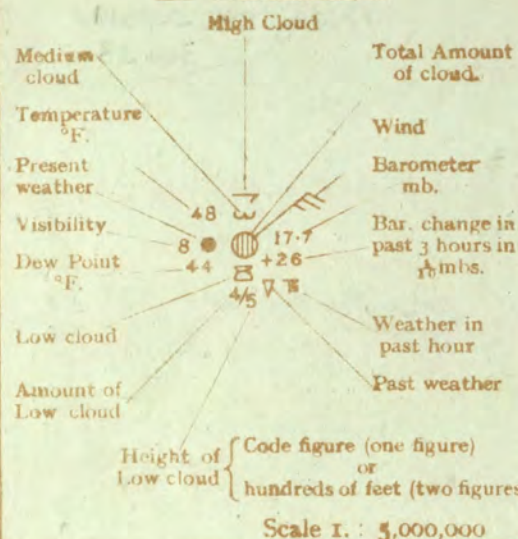 High Cloud
Medium
cloud
Total Amount
of cloud.
Temperature
°F.
Wind
Present
weather
Barometer
mb.
48
Visibility
8
17·7
Bar. change in
past 3 hours in
1/10 mbs.
Dew Point
°F.
44
+26
4/5
Low cloud
Weather in
past hour
Amount of
Low cloud
Past weather
Height of
Low cloud
Code figure (one figure)
or
hundreds of feet (two figures
Scale 1. : 5,000,000